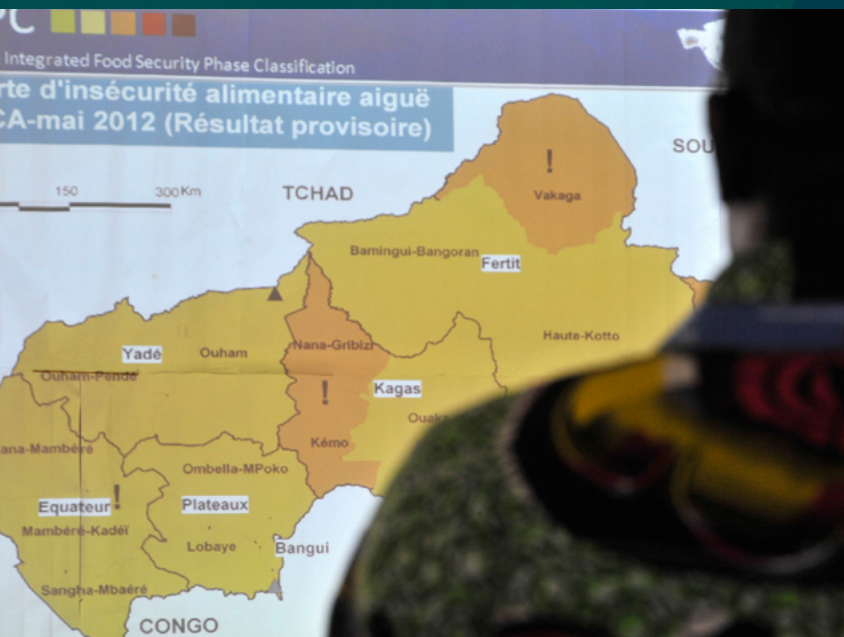 PC
Integrated Food Security Phase Classification
rte d'insécurité alimentaire aiguë
CA-mai 2012 (Résultat provisoire)
150 300 Km
TCHAD
SOU
!
Vakaga
Bamingui-Bangoran
Fertit
Haute-Kotto
Nana-Gribizi
Yadé
Ouham
Ouham-Pendé
!
Kagas
Ouaka
Kémo
ana-Mambéré
Ombella-MPoko
Equateur !
Plateaux
Mambéré-Kadéï
Lobaye
Bangui
Sangha-Mbaéré
CONGO